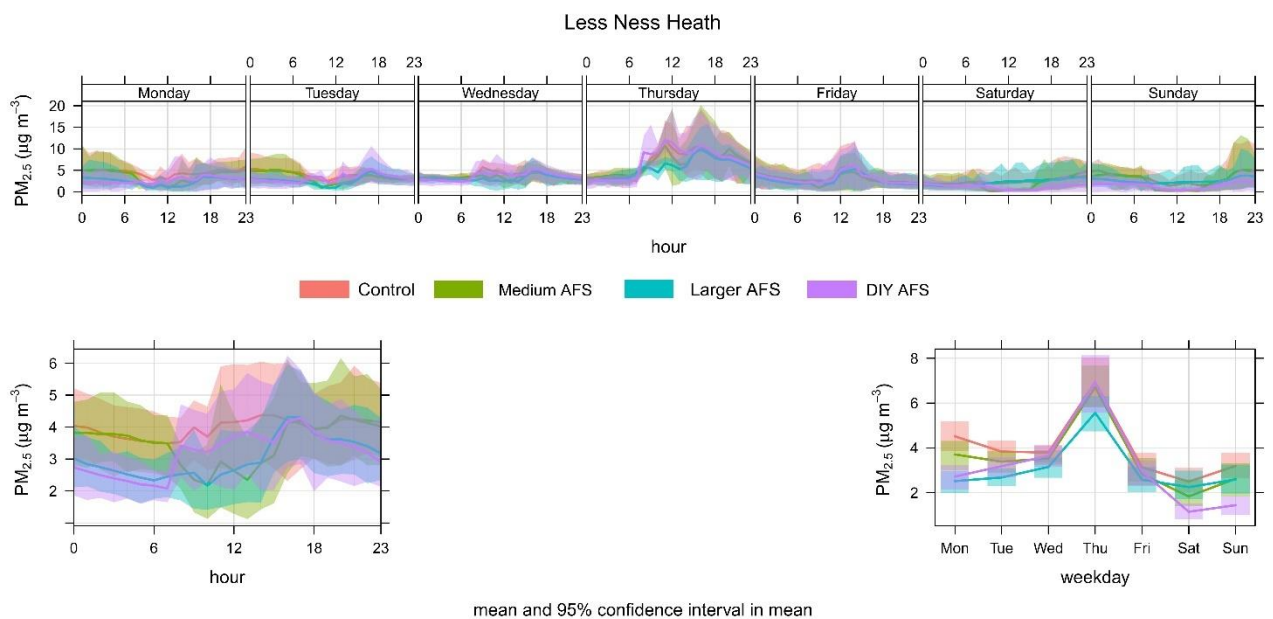 Less Ness Heath
0 6 12 18 23 0 6 12 18 23 0 6 12 18 23
Monday Tuesday Wednesday Thursday Friday Saturday Sunday
PM2.5 (µg m−3)
20
15
10
5
0
0 6 12 18 23 0 6 12 18 23 0 6 12 18 23 0 6 12 18 23
hour
Control Medium AFS Larger AFS DIY AFS
PM2.5 (µg m−3)
6
5
4
3
2
0 6 12 18 23
hour
PM2.5 (µg m−3)
8
6
4
2
Mon Tue Wed Thu Fri Sat Sun
weekday
mean and 95% confidence interval in mean